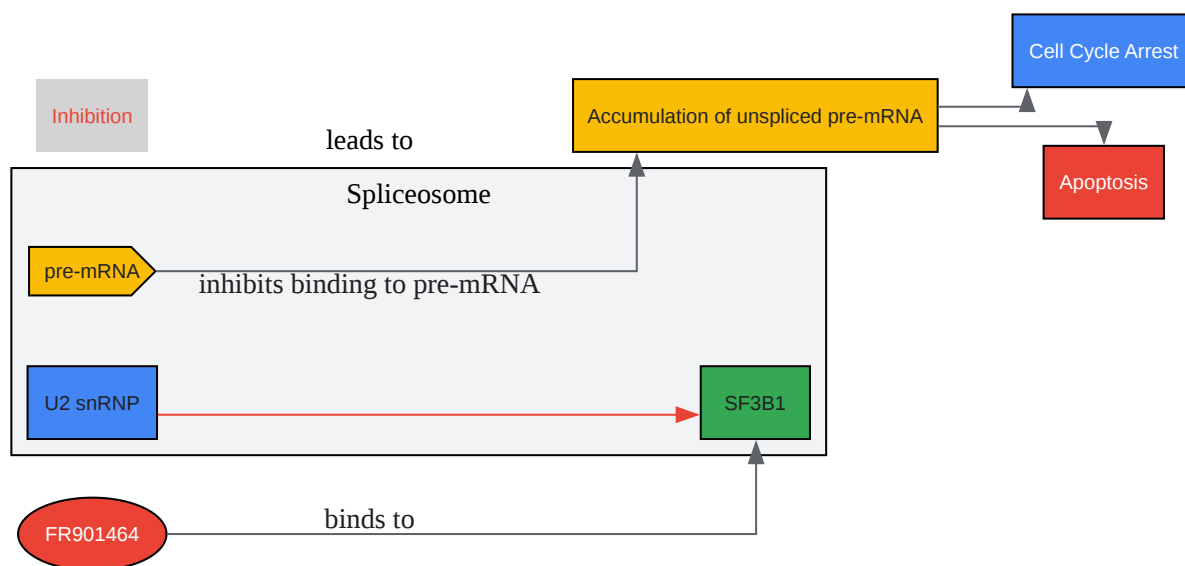 Cell Cycle Arrest
Inhibition
Accumulation of unspliced pre-mRNA
leads to
Apoptosis
Spliceosome
pre-mRNA
inhibits binding to pre-mRNA
U2 snRNP
SF3B1
binds to
FR901464